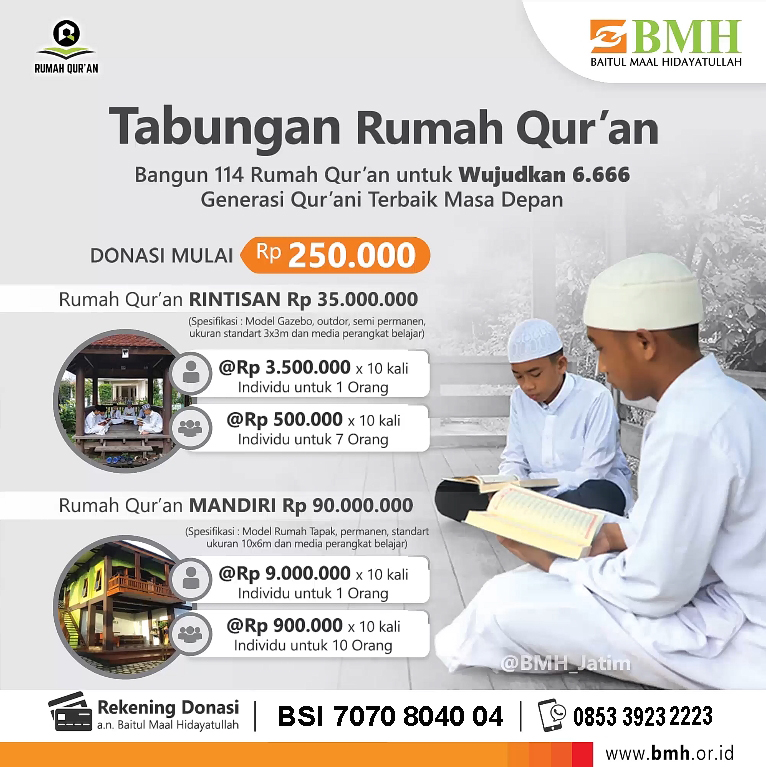 RUMAH QUR'AN
BMH
BAITUL MAAL HIDAYATULLAH
Tabungan Rumah Qur'an
Bangun 114 Rumah Qur'an untuk Wujudkan 6.666
Generasi Qur'ani Terbaik Masa Depan
DONASI MULAI Rp 250.000
Rumah Qur'an RINTISAN Rp 35.000.000
(Spesifikasi : Model Gazebo, outdor, semi permanen,
ukuran standart 3x3m dan media perangkat belajar)
@Rp 3.500.000 x 10 kali
Individu untuk 1 Orang
@Rp 500.000 x 10 kali
Individu untuk 7 Orang
Rumah Qur'an MANDIRI Rp 90.000.000
(Spesifikasi : Model Rumah Tapak, permanen, standart
ukuran 10x6m dan media perangkat belajar)
@Rp 9.000.000 x 10 kali
Individu untuk 1 Orang
@Rp 900.000 x 10 kali
Individu untuk 10 Orang
@BMH_Jatim
Rekening Donasi
a.n. Baitul Maal Hidayatullah
BSI 7070 8040 04
0853 3923 2223
www.bmh.or.id